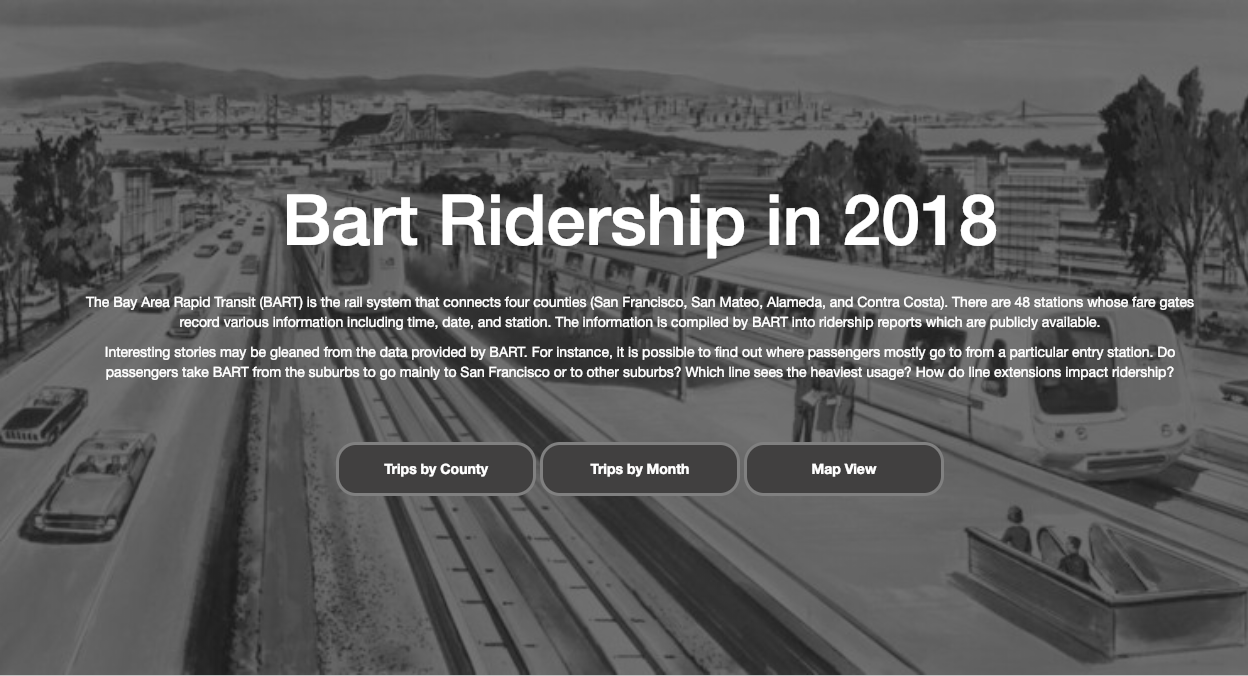 Bart Ridership in 2018
The Bay Area Rapid Transit (BART) is the rail system that connects four counties (San Francisco, San Mateo, Alameda, and Contra Costa). There are 48 stations whose fare gates
record various information including time, date, and station. The information is compiled by BART into ridership reports which are publicly available.
Interesting stories may be gleaned from the data provided by BART. For instance, it is possible to find out where passengers mostly go to from a particular entry station. Do
passengers take BART from the suburbs to go mainly to San Francisco or to other suburbs? Which line sees the heaviest usage? How do line extensions impact ridership?
Trips by County
Trips by Month
Map View